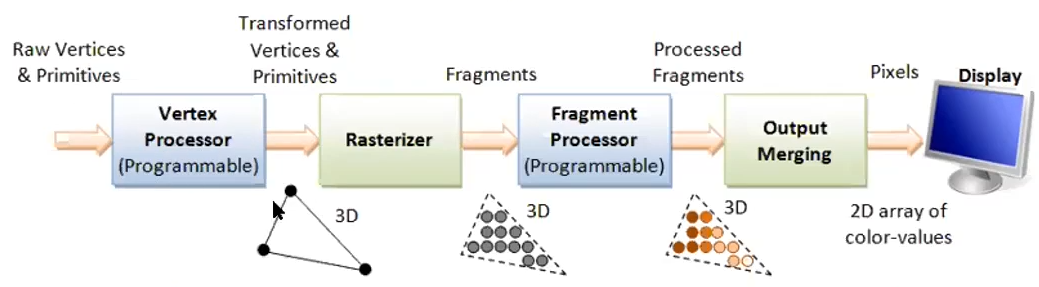 Raw Vertices
& Primitives
Transformed
Vertices &
Primitives
Fragments
Processed
Fragments
Pixels
Display
Vertex
Processor
(Programmable)
Rasterizer
Fragment
Processor
(Programmable)
Output
Merging
3D
3D
3D
2D array of
color-values